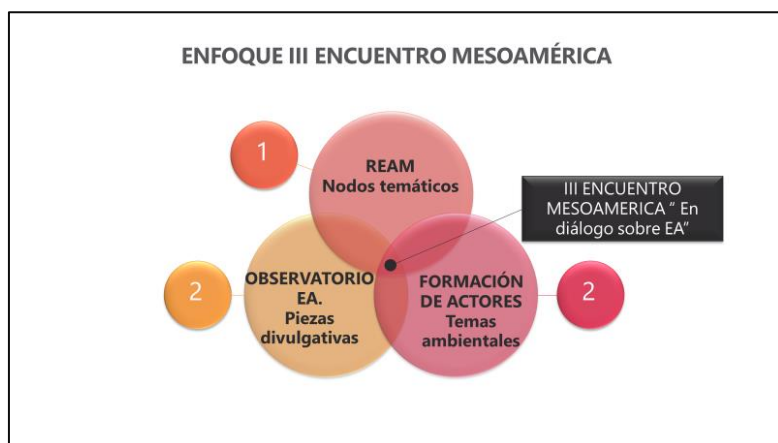 ENFOQUE III ENCUENTRO MESOAMÉRICA
1
REAM
Nodos temáticos
III ENCUENTRO
MESOAMERICA “ En
diálogo sobre EA”
2
OBSERVATORIO
EA.
Piezas
divulgativas
FORMACIÓN
DE ACTORES
Temas
ambientales
2